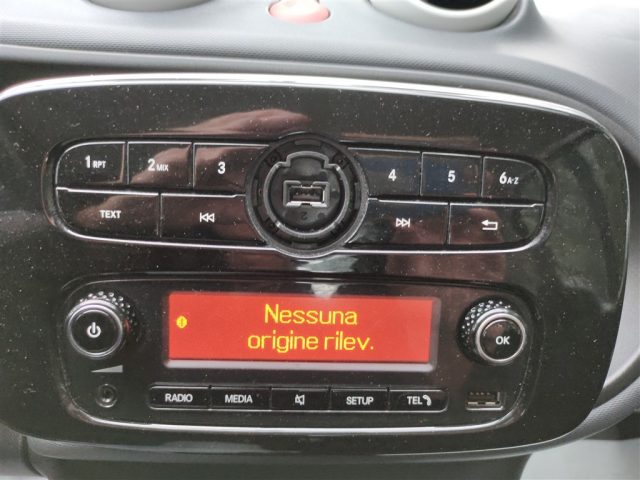 1 RPT 2 MIX 3 4 5 6 A-Z
TEXT
Nessuna
origine rilev.
OK
RADIO MEDIA SETUP TEL